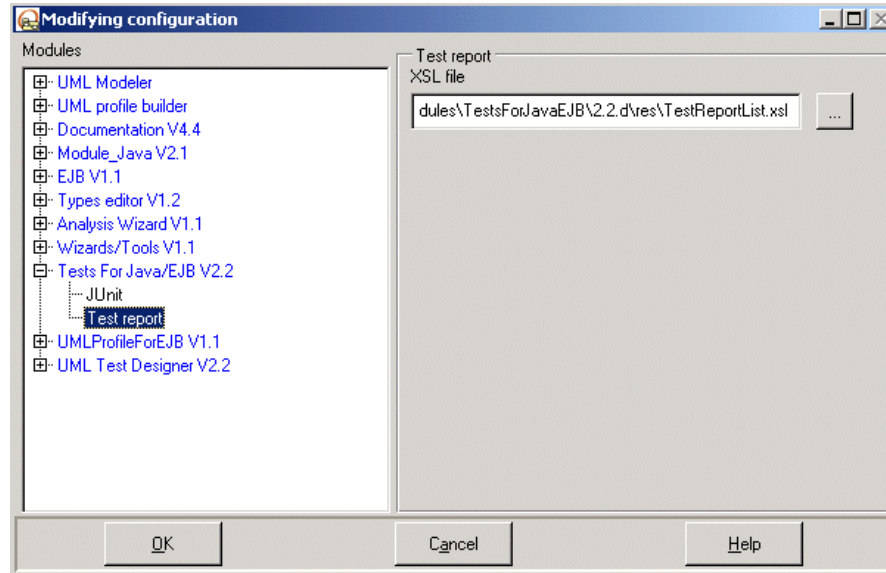 Modifying configuration
Modules
UML Modeler
UML profile builder
Documentation V4.4
Module_Java V2.1
EJB V1.1
Types editor V1.2
Analysis Wizard V1.1
Wizards/Tools V1.1
Tests For Java/EJB V2.2
JUnit
Test report
UMLProfileForEJB V1.1
UML Test Designer V2.2
Test report
XSL file
dules\TestsForJavaEJB\2.2.d\res\TestReportList.xsl
...
OK
Cancel
Help